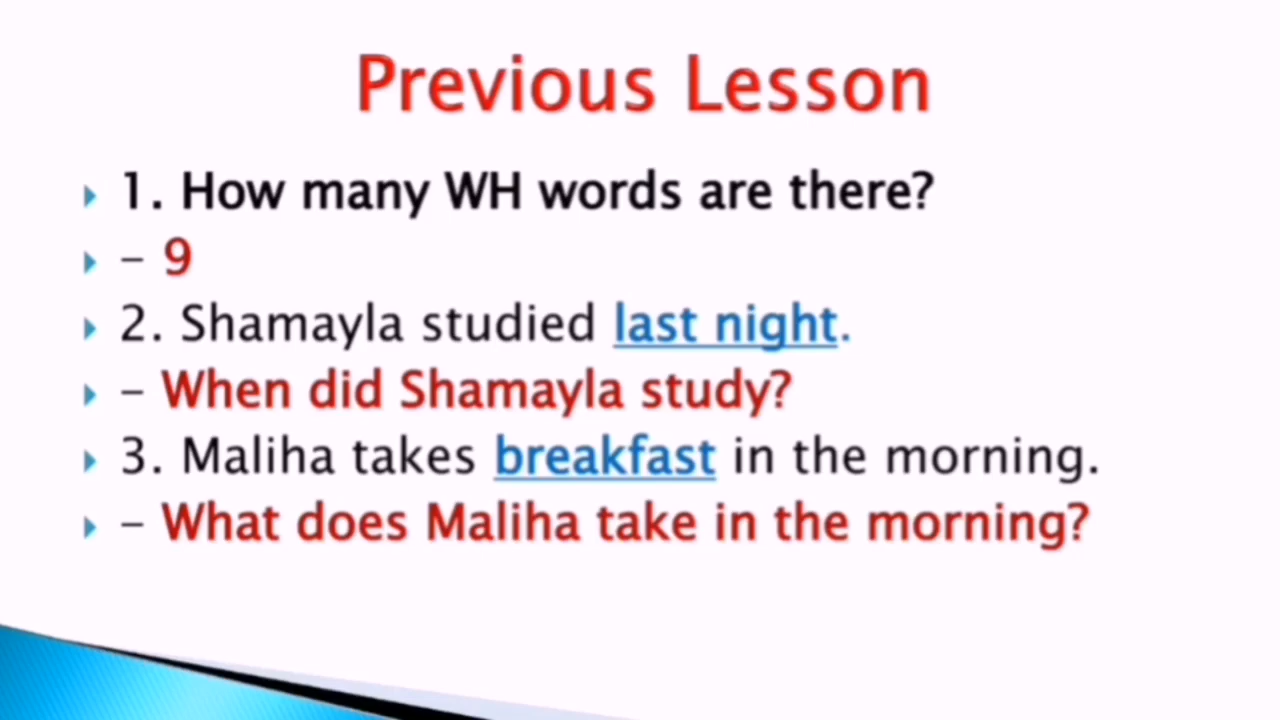 Previous Lesson
1. How many WH words are there?
– 9
2. Shamayla studied last night.
– When did Shamayla study?
3. Maliha takes breakfast in the morning.
– What does Maliha take in the morning?